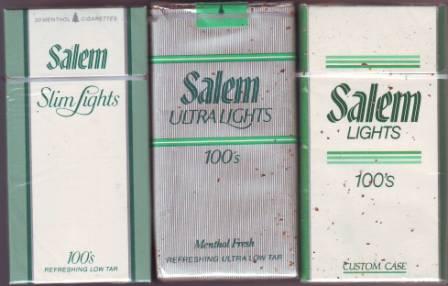 20 MENTHOL CIGARETTES
Salem
Slim Lights
100's
REFRESHING LOW TAR
Salem
ULTRA LIGHTS
100's
Menthol Fresh
REFRESHING ULTRA LOW TAR
Salem
LIGHTS
100's
CUSTOM CASE